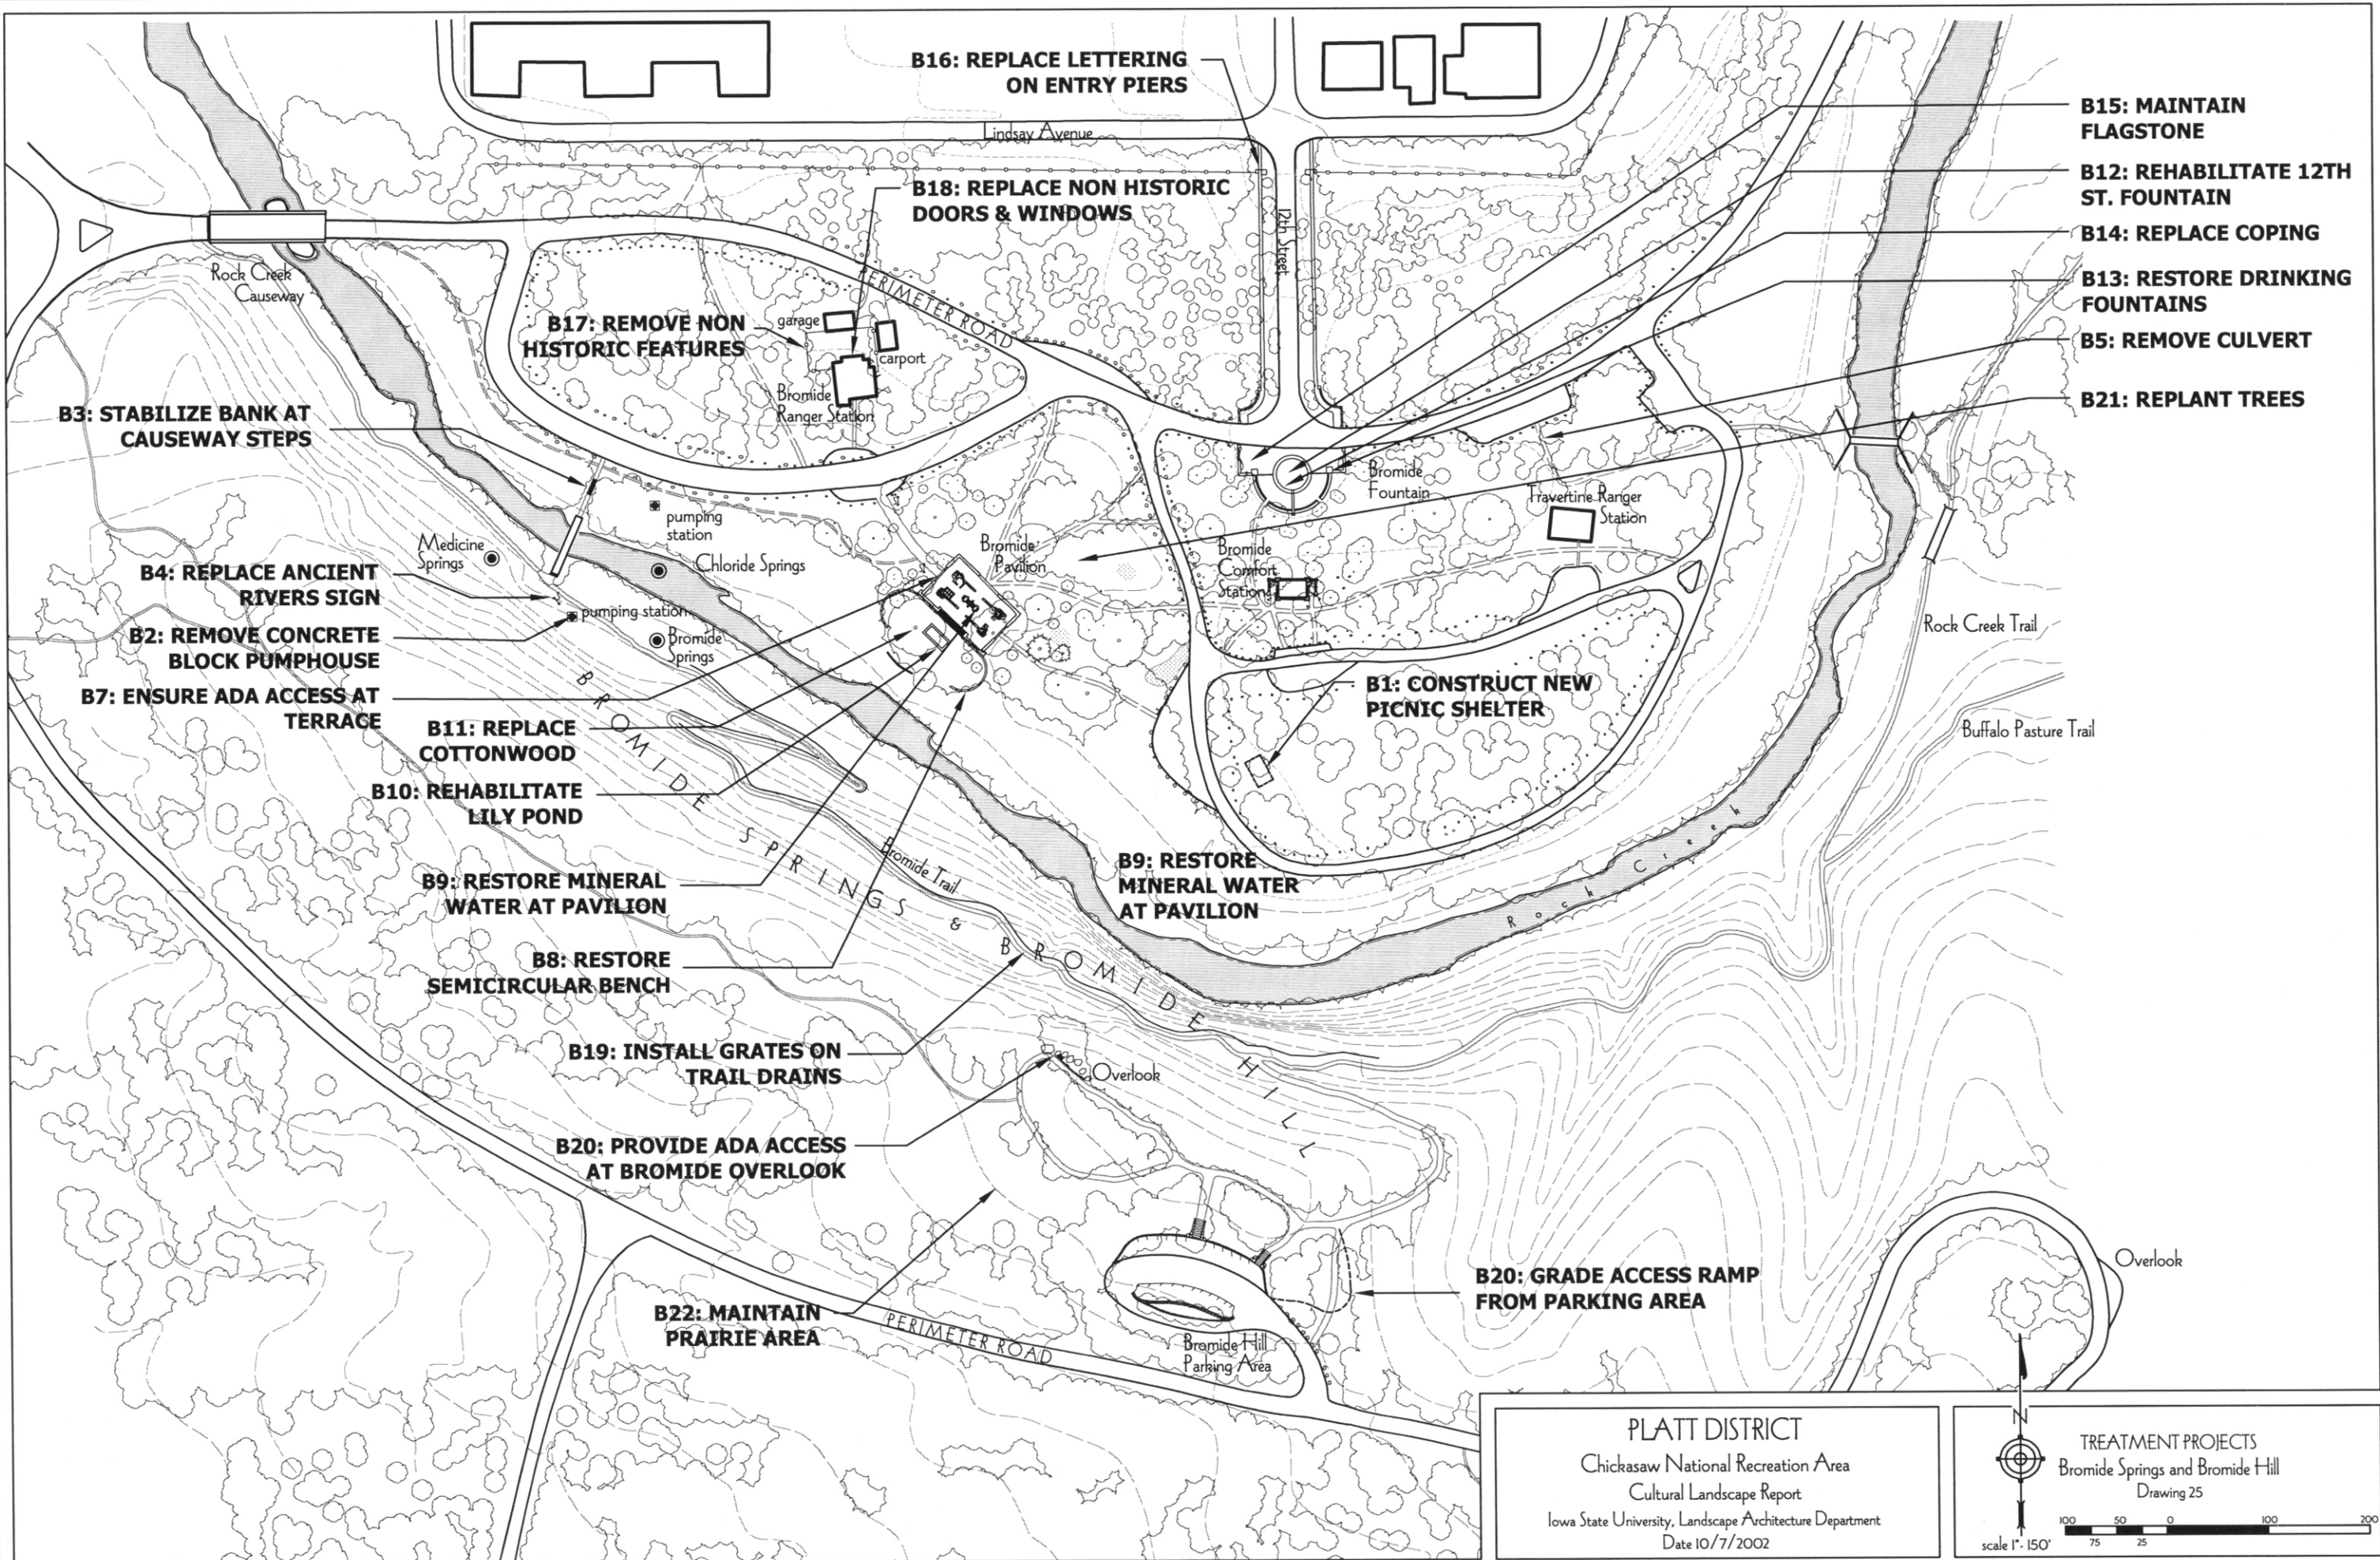 B16: REPLACE LETTERING
ON ENTRY PIERS
Lindsay Avenue
B15: MAINTAIN
FLAGSTONE
B12: REHABILITATE 12TH
ST. FOUNTAIN
B14: REPLACE COPING
B13: RESTORE DRINKING
FOUNTAINS
B5: REMOVE CULVERT
B21: REPLANT TREES
B18: REPLACE NON HISTORIC
DOORS & WINDOWS
12th Street
Rock Creek
Causeway
PERIMETER ROAD
B17: REMOVE NON
HISTORIC FEATURES
garage
carport
Bromide
Ranger Station
B3: STABILIZE BANK AT
CAUSEWAY STEPS
Bromide
Fountain
Travertine Ranger
Station
pumping
station
Medicine
Springs
Chloride Springs
Bromide
Pavilion
Bromide
Comfort
Station
B4: REPLACE ANCIENT
RIVERS SIGN
pumping station
B2: REMOVE CONCRETE
BLOCK PUMPHOUSE
Bromide
Springs
Rock Creek Trail
B7: ENSURE ADA ACCESS AT
TERRACE
B1: CONSTRUCT NEW
PICNIC SHELTER
B11: REPLACE
COTTONWOOD
Buffalo Pasture Trail
B10: REHABILITATE
LILY POND
BROMIDE SPRINGS & BROMIDE HILL
Bromide Trail
B9: RESTORE MINERAL
WATER AT PAVILION
B9: RESTORE
MINERAL WATER
AT PAVILION
Rock Creek
B8: RESTORE
SEMICIRCULAR BENCH
B19: INSTALL GRATES ON
TRAIL DRAINS
Overlook
B20: PROVIDE ADA ACCESS
AT BROMIDE OVERLOOK
B20: GRADE ACCESS RAMP
FROM PARKING AREA
Overlook
B22: MAINTAIN
PRAIRIE AREA
PERIMETER ROAD
Bromide Hill
Parking Area
PLATT DISTRICT
Chickasaw National Recreation Area
Cultural Landscape Report
Iowa State University, Landscape Architecture Department
Date 10/7/2002
N
TREATMENT PROJECTS
Bromide Springs and Bromide Hill
Drawing 25
100 50 0 100 200
75 25
scale 1"- 150'